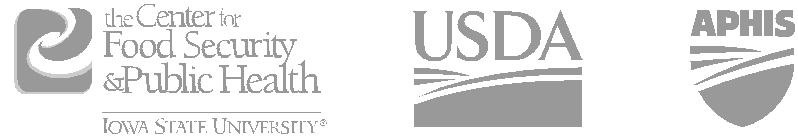 the Center for
Food Security
&Public Health
IOWA STATE UNIVERSITY®
USDA
APHIS